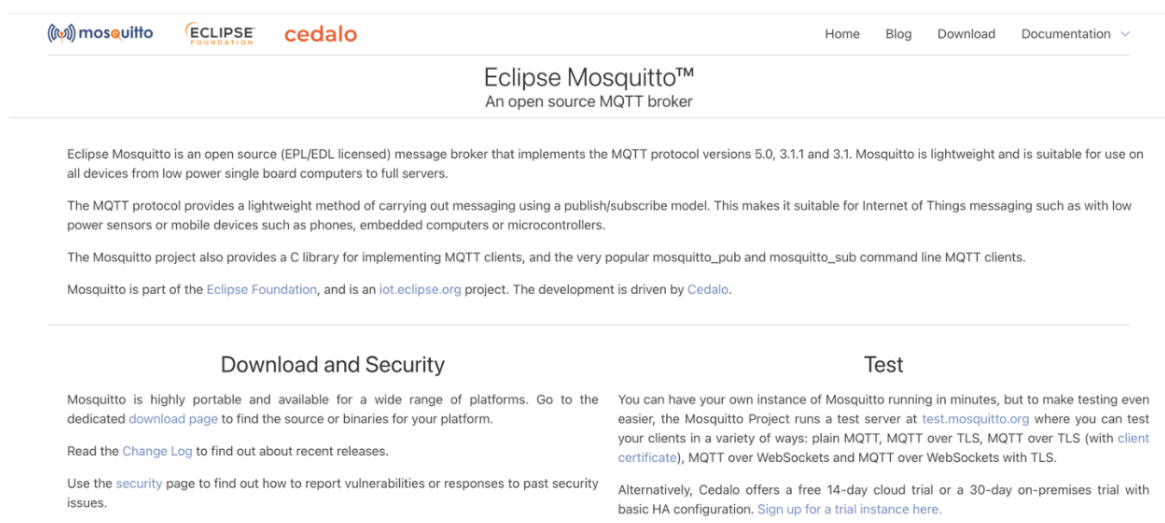 mosquitto ECLIPSE FOUNDATION cedalo Home Blog Download Documentation
Eclipse Mosquitto™
An open source MQTT broker
Eclipse Mosquitto is an open source (EPL/EDL licensed) message broker that implements the MQTT protocol versions 5.0, 3.1.1 and 3.1. Mosquitto is lightweight and is suitable for use on
all devices from low power single board computers to full servers.
The MQTT protocol provides a lightweight method of carrying out messaging using a publish/subscribe model. This makes it suitable for Internet of Things messaging such as with low
power sensors or mobile devices such as phones, embedded computers or microcontrollers.
The Mosquitto project also provides a C library for implementing MQTT clients, and the very popular mosquitto_pub and mosquitto_sub command line MQTT clients.
Mosquitto is part of the Eclipse Foundation, and is an iot.eclipse.org project. The development is driven by Cedalo.
Download and Security
Mosquitto is highly portable and available for a wide range of platforms. Go to the
dedicated download page to find the source or binaries for your platform.
Read the Change Log to find out about recent releases.
Use the security page to find out how to report vulnerabilities or responses to past security
issues.
Test
You can have your own instance of Mosquitto running in minutes, but to make testing even
easier, the Mosquitto Project runs a test server at test.mosquitto.org where you can test
your clients in a variety of ways: plain MQTT, MQTT over TLS, MQTT over TLS (with client
certificate), MQTT over WebSockets and MQTT over WebSockets with TLS.
Alternatively, Cedalo offers a free 14-day cloud trial or a 30-day on-premises trial with
basic HA configuration. Sign up for a trial instance here.